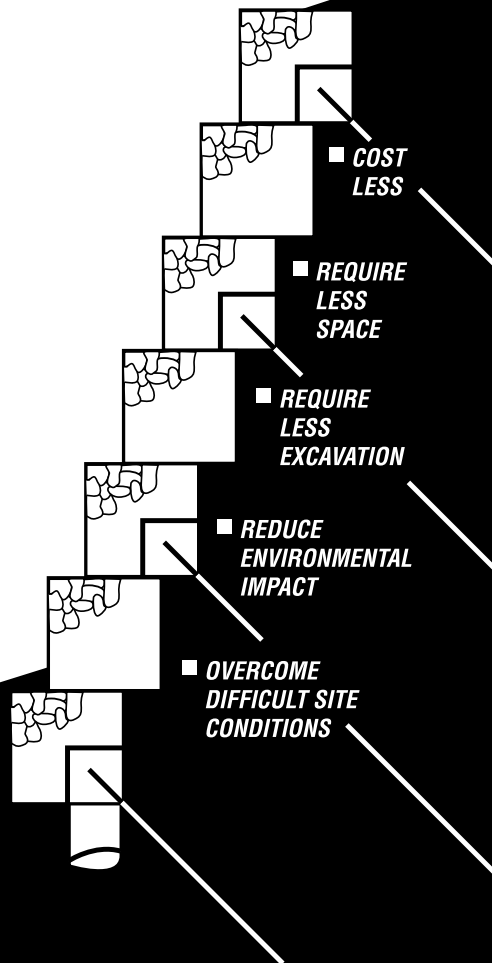 COST
LESS
REQUIRE
LESS
SPACE
REQUIRE
LESS
EXCAVATION
REDUCE
ENVIRONMENTAL
IMPACT
OVERCOME
DIFFICULT SITE
CONDITIONS